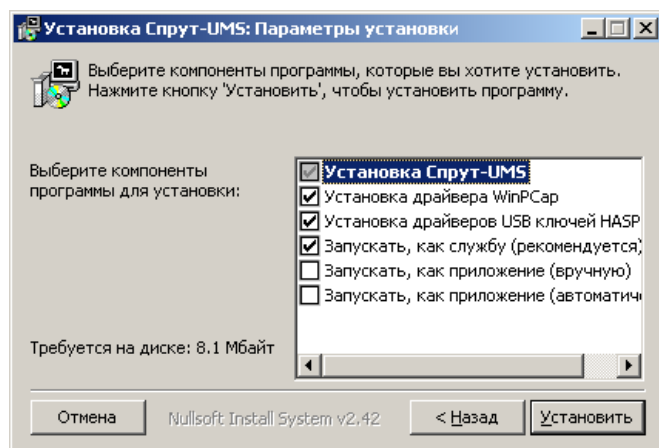 Установка Спрут-UMS: Параметры установки
Выберите компоненты программы, которые вы хотите установить.
Нажмите кнопку 'Установить', чтобы установить программу.
Выберите компоненты
программы для установки:
Установка Спрут-UMS
Установка драйвера WinPCap
Установка драйверов USB ключей HASP
Запускать, как службу (рекомендуется)
Запускать, как приложение (вручную)
Запускать, как приложение (автоматич
Требуется на диске: 8.1 Мбайт
Отмена
Nullsoft Install System v2.42
< Назад
Установить